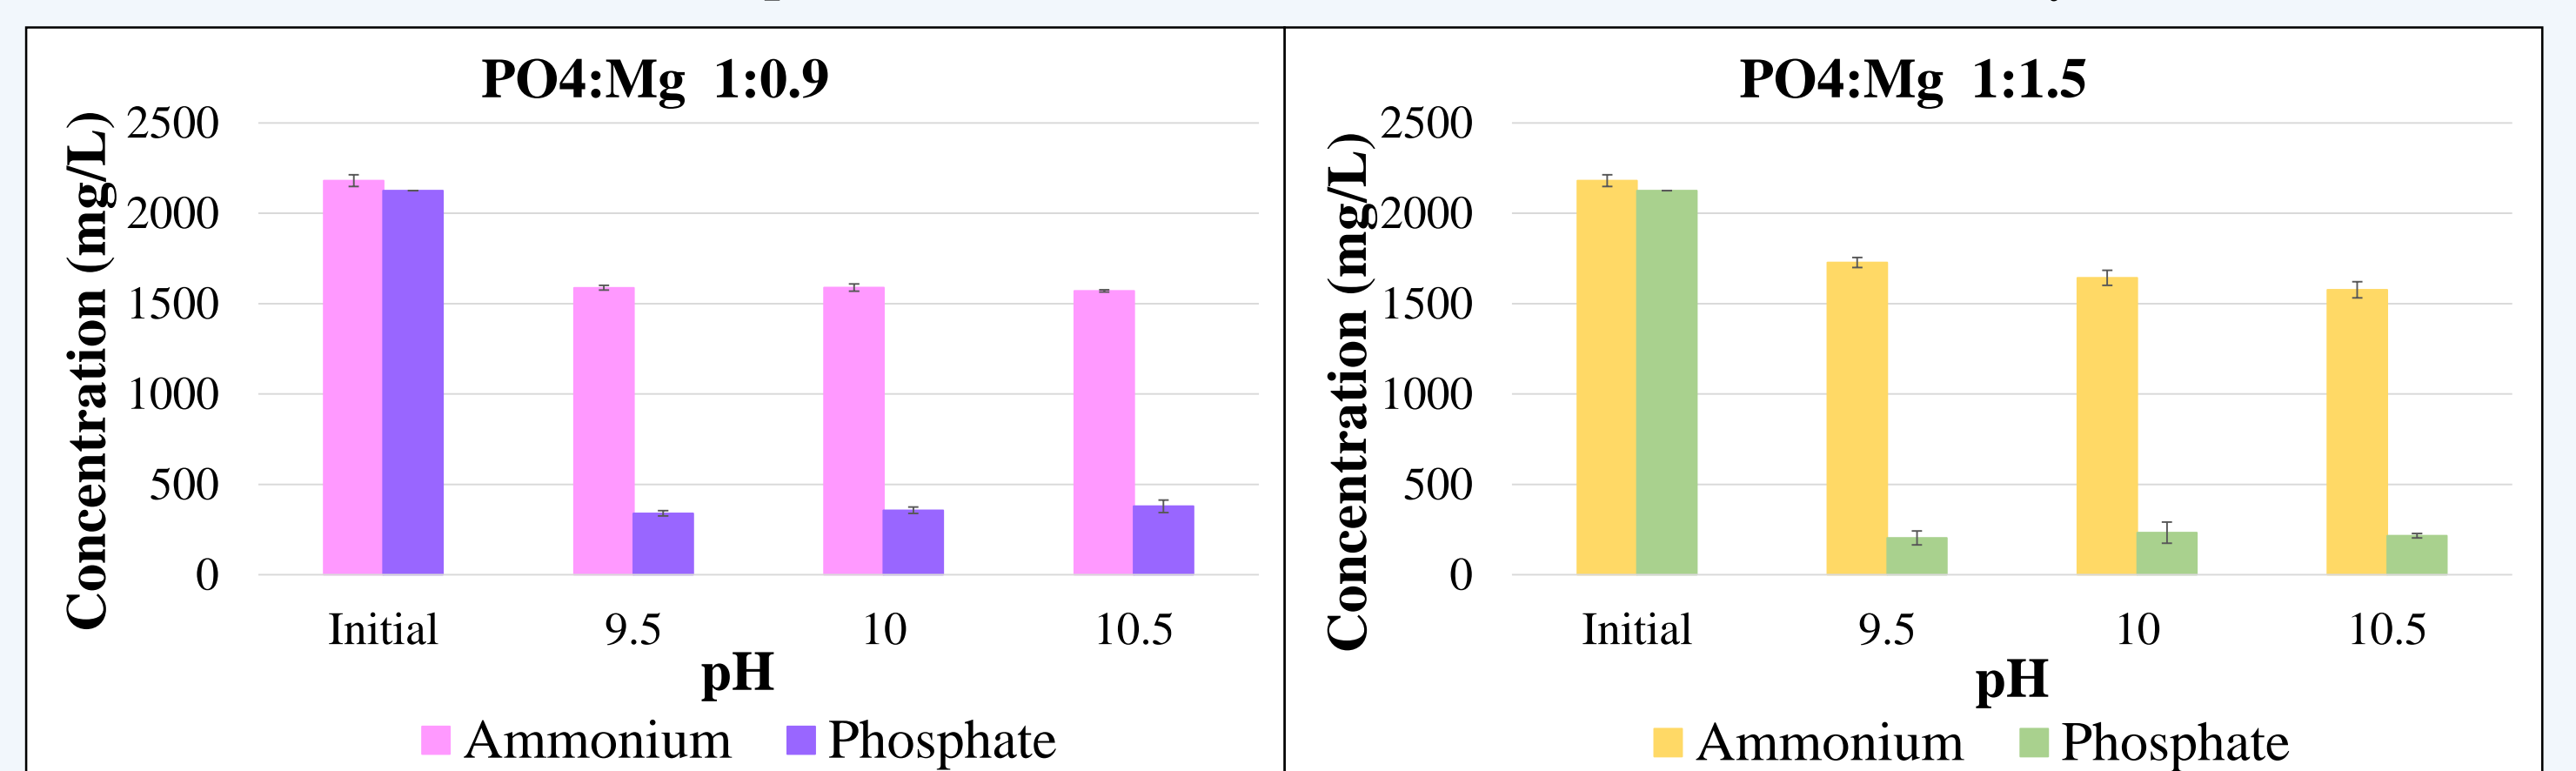 PO4:Mg 1:0.9
Concentration (mg/L)
2500
2000
1500
1000
500
0
Initial 9.5 10 10.5
pH
Ammonium Phosphate
PO4:Mg 1:1.5
Concentration (mg/L)
2500
2000
1500
1000
500
0
Initial 9.5 10 10.5
pH
Ammonium Phosphate